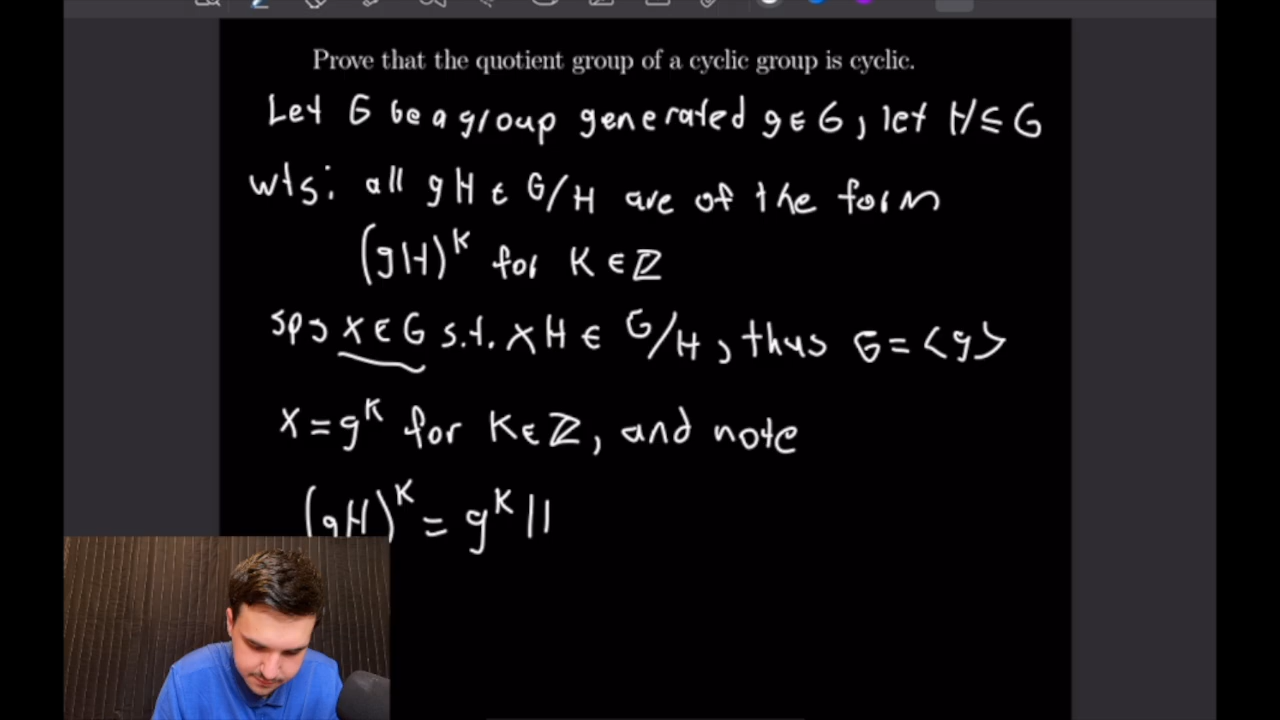 Prove that the quotient group of a cyclic group is cyclic.
Let G be a group generated g ∈ G, let H ≤ G
wts: all gH ∈ G/H are of the form
(gH)^k for k ∈ ℤ
sps x ∈ G s.t. xH ∈ G/H, thus G = <g>
x = g^k for k ∈ ℤ, and note
(gH)^k = g^k ||